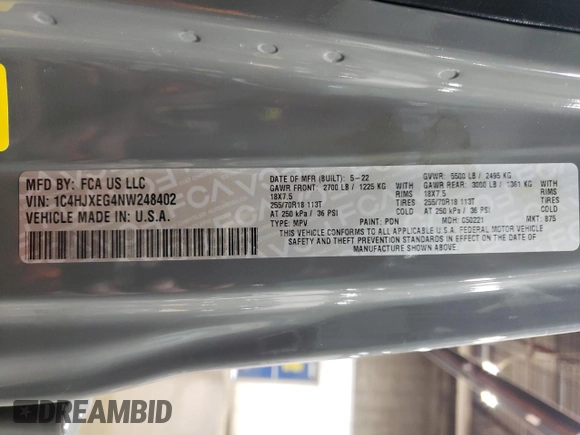 MFD BY: FCA US LLC
VIN: 1C4HJXEG4NW248402
VEHICLE MADE IN: U.S.A.
DATE OF MFR (BUILT): 5-22 GVWR: 5500 LB / 2495 KG
GAWR FRONT: 2700 LB / 1225 KG WITH GAWR REAR: 3000 LB / 1361 KG WITH
18X7.5 RIMS 18X7.5 RIMS
255/70R18 113T TIRES 255/70R18 113T TIRES
AT 250 kPa / 36 PSI COLD AT 250 kPa / 36 PSI COLD
TYPE: MPV PAINT: PDN MDH: 050221 MKT: 875
THIS VEHICLE CONFORMS TO ALL APPLICABLE U.S.A. FEDERAL MOTOR VEHICLE
SAFETY, BUMPER, AND THEFT PREVENTION STANDARDS IN EFFECT ON THE DATE OF
MANUFACTURE SHOWN ABOVE.
DREAMBID